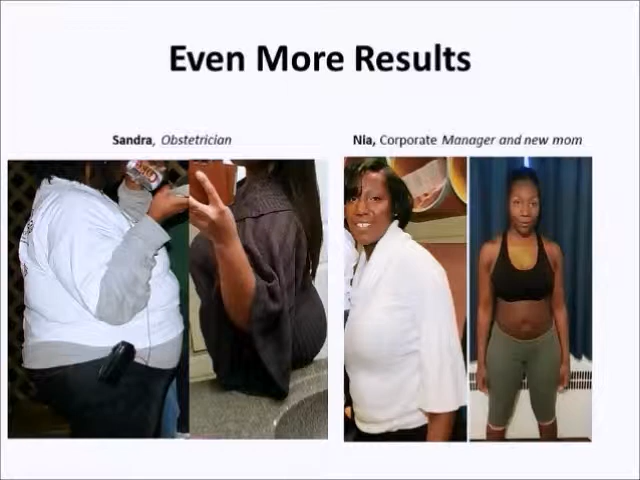 Even More Results
Sandra, Obstetrician
Nia, Corporate Manager and new mom